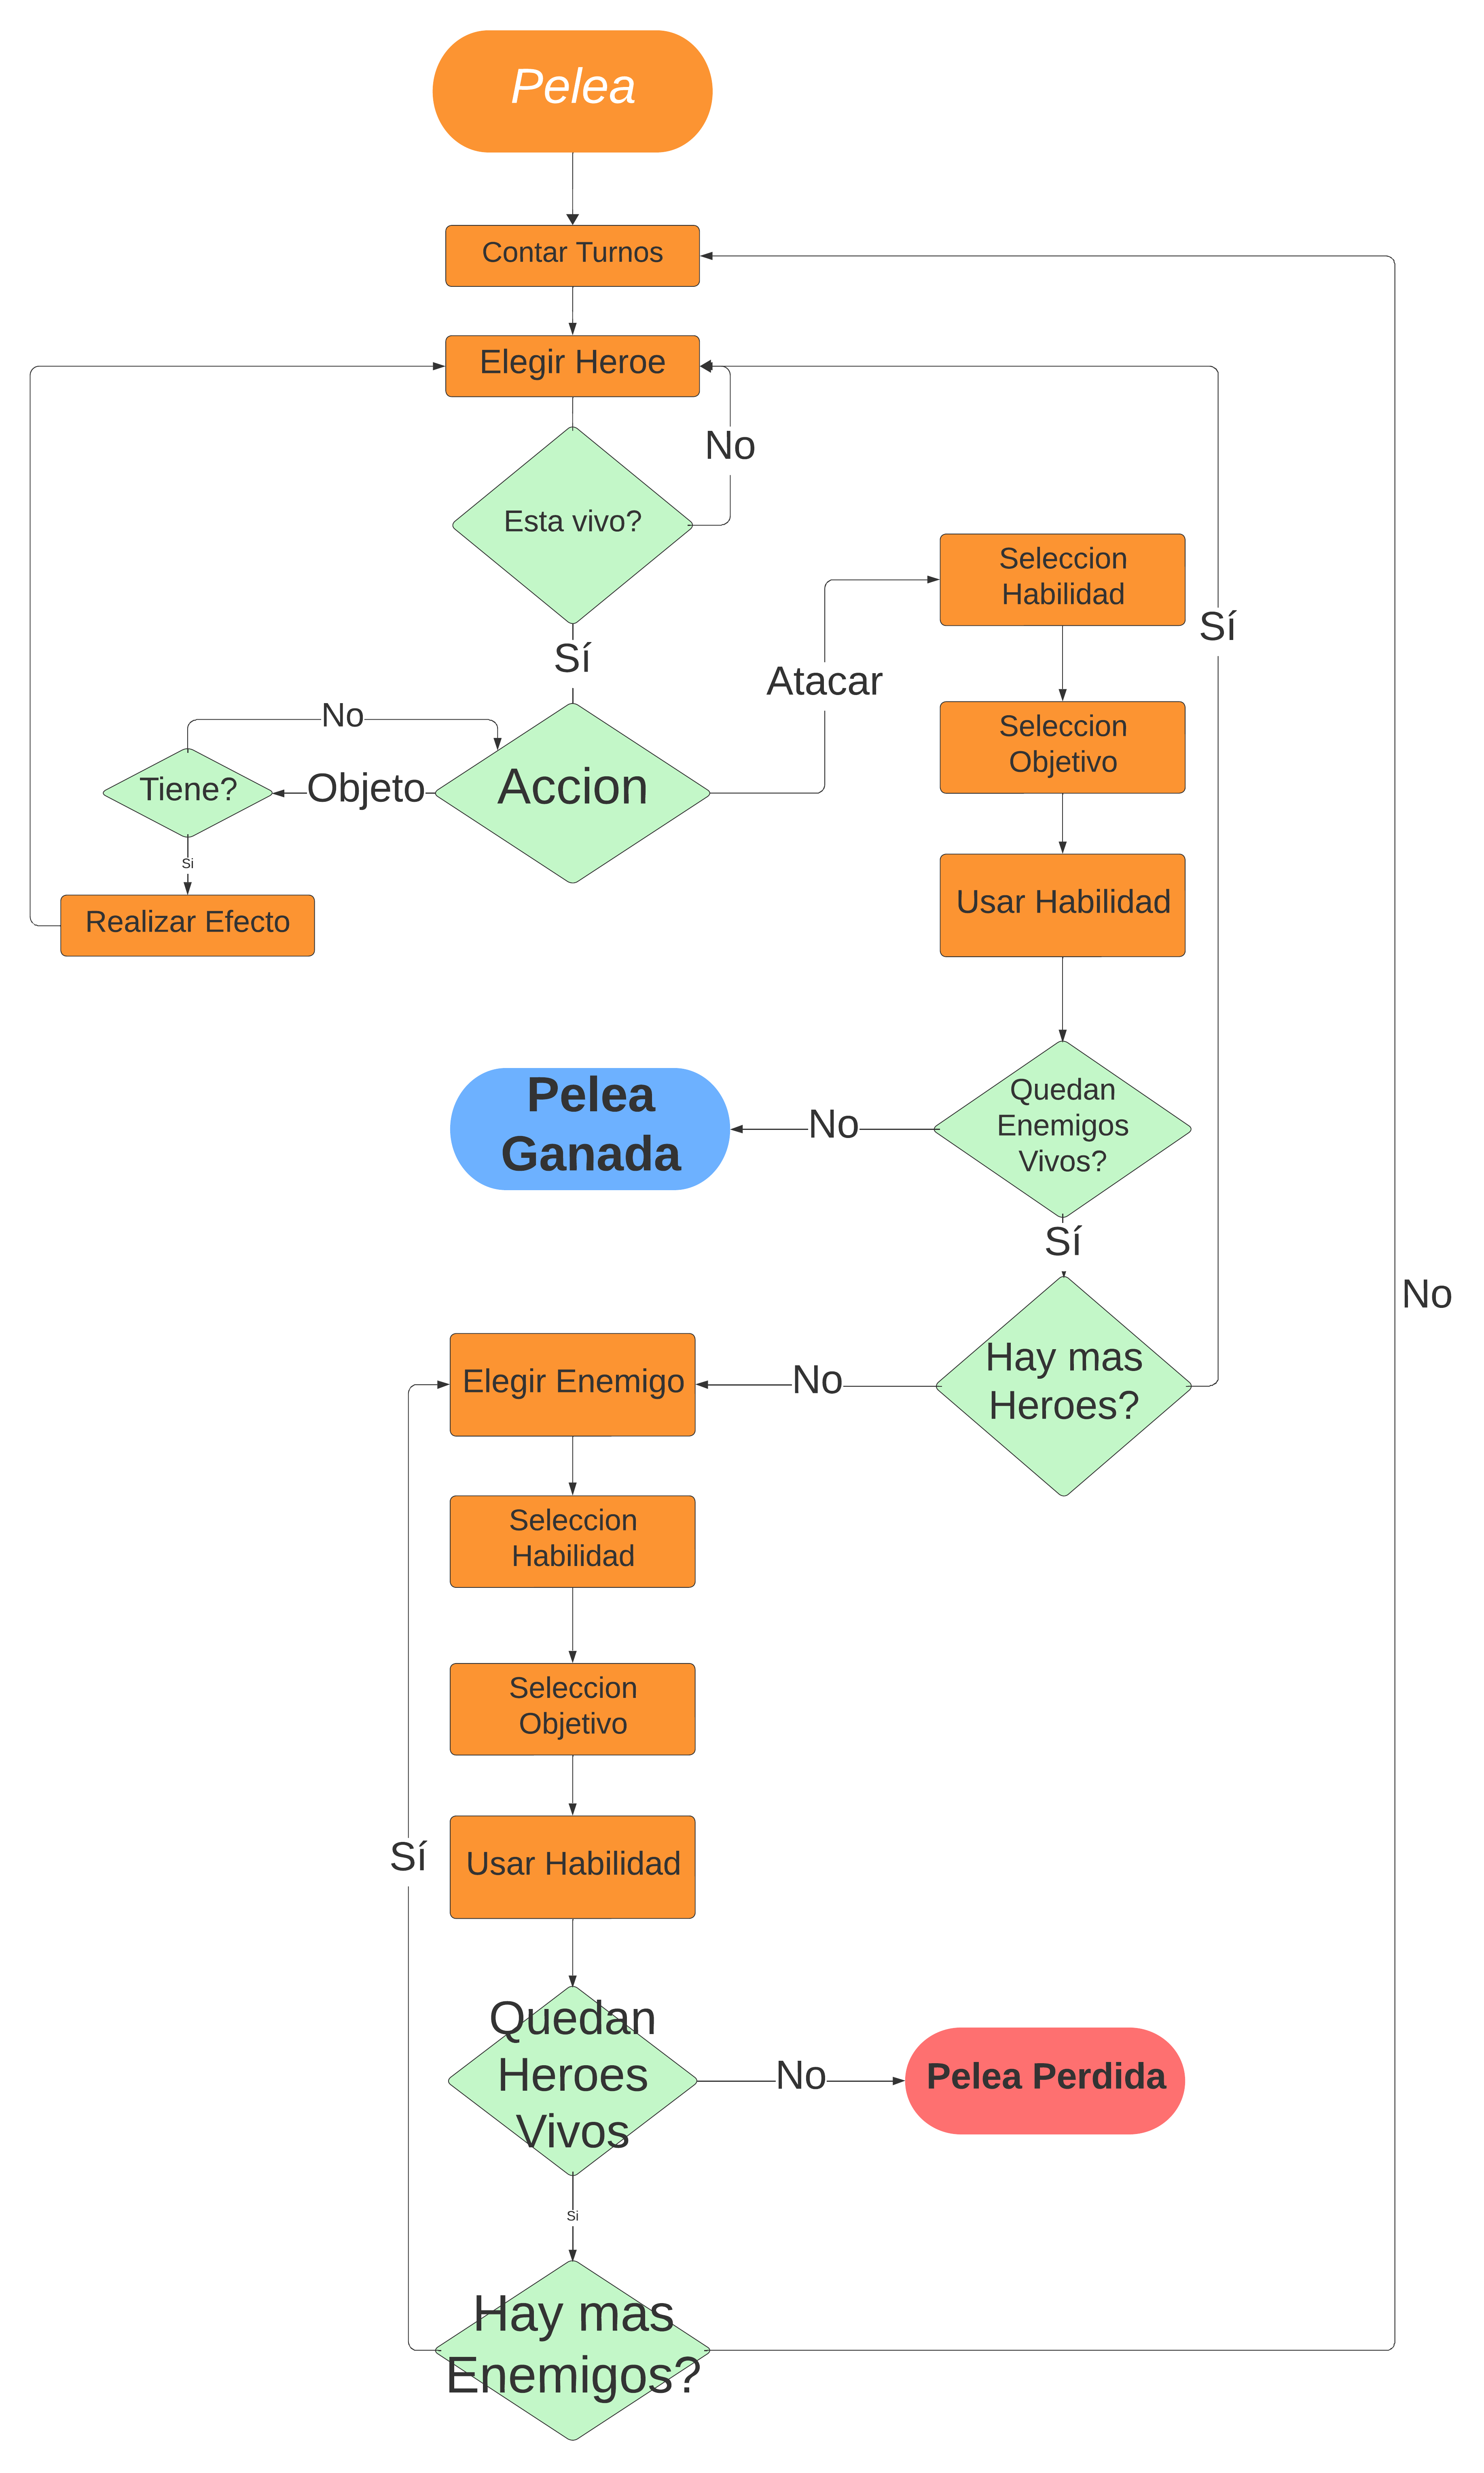 Pelea
Contar Turnos
Elegir Heroe
No
Esta vivo?
Sí
Seleccion
Habilidad
Sí
Atacar
No
Seleccion
Objetivo
Tiene?
Objeto
Accion
Si
Realizar Efecto
Usar Habilidad
Pelea
Ganada
No
Quedan
Enemigos
Vivos?
Sí
No
Elegir Enemigo
No
Hay mas
Heroes?
Seleccion
Habilidad
Seleccion
Objetivo
Sí
Usar Habilidad
Quedan
Heroes
Vivos
No
Pelea Perdida
Si
Hay mas
Enemigos?